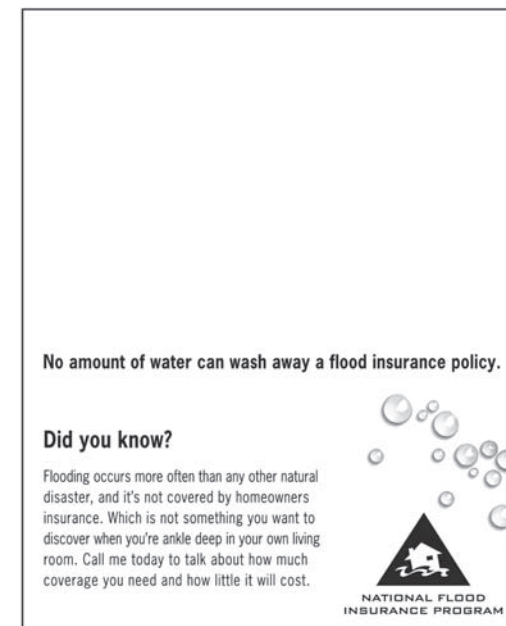 No amount of water can wash away a flood insurance policy.
Did you know?
Flooding occurs more often than any other natural
disaster, and it's not covered by homeowners
insurance. Which is not something you want to
discover when you're ankle deep in your own living
room. Call me today to talk about how much
coverage you need and how little it will cost.
NATIONAL FLOOD
INSURANCE PROGRAM